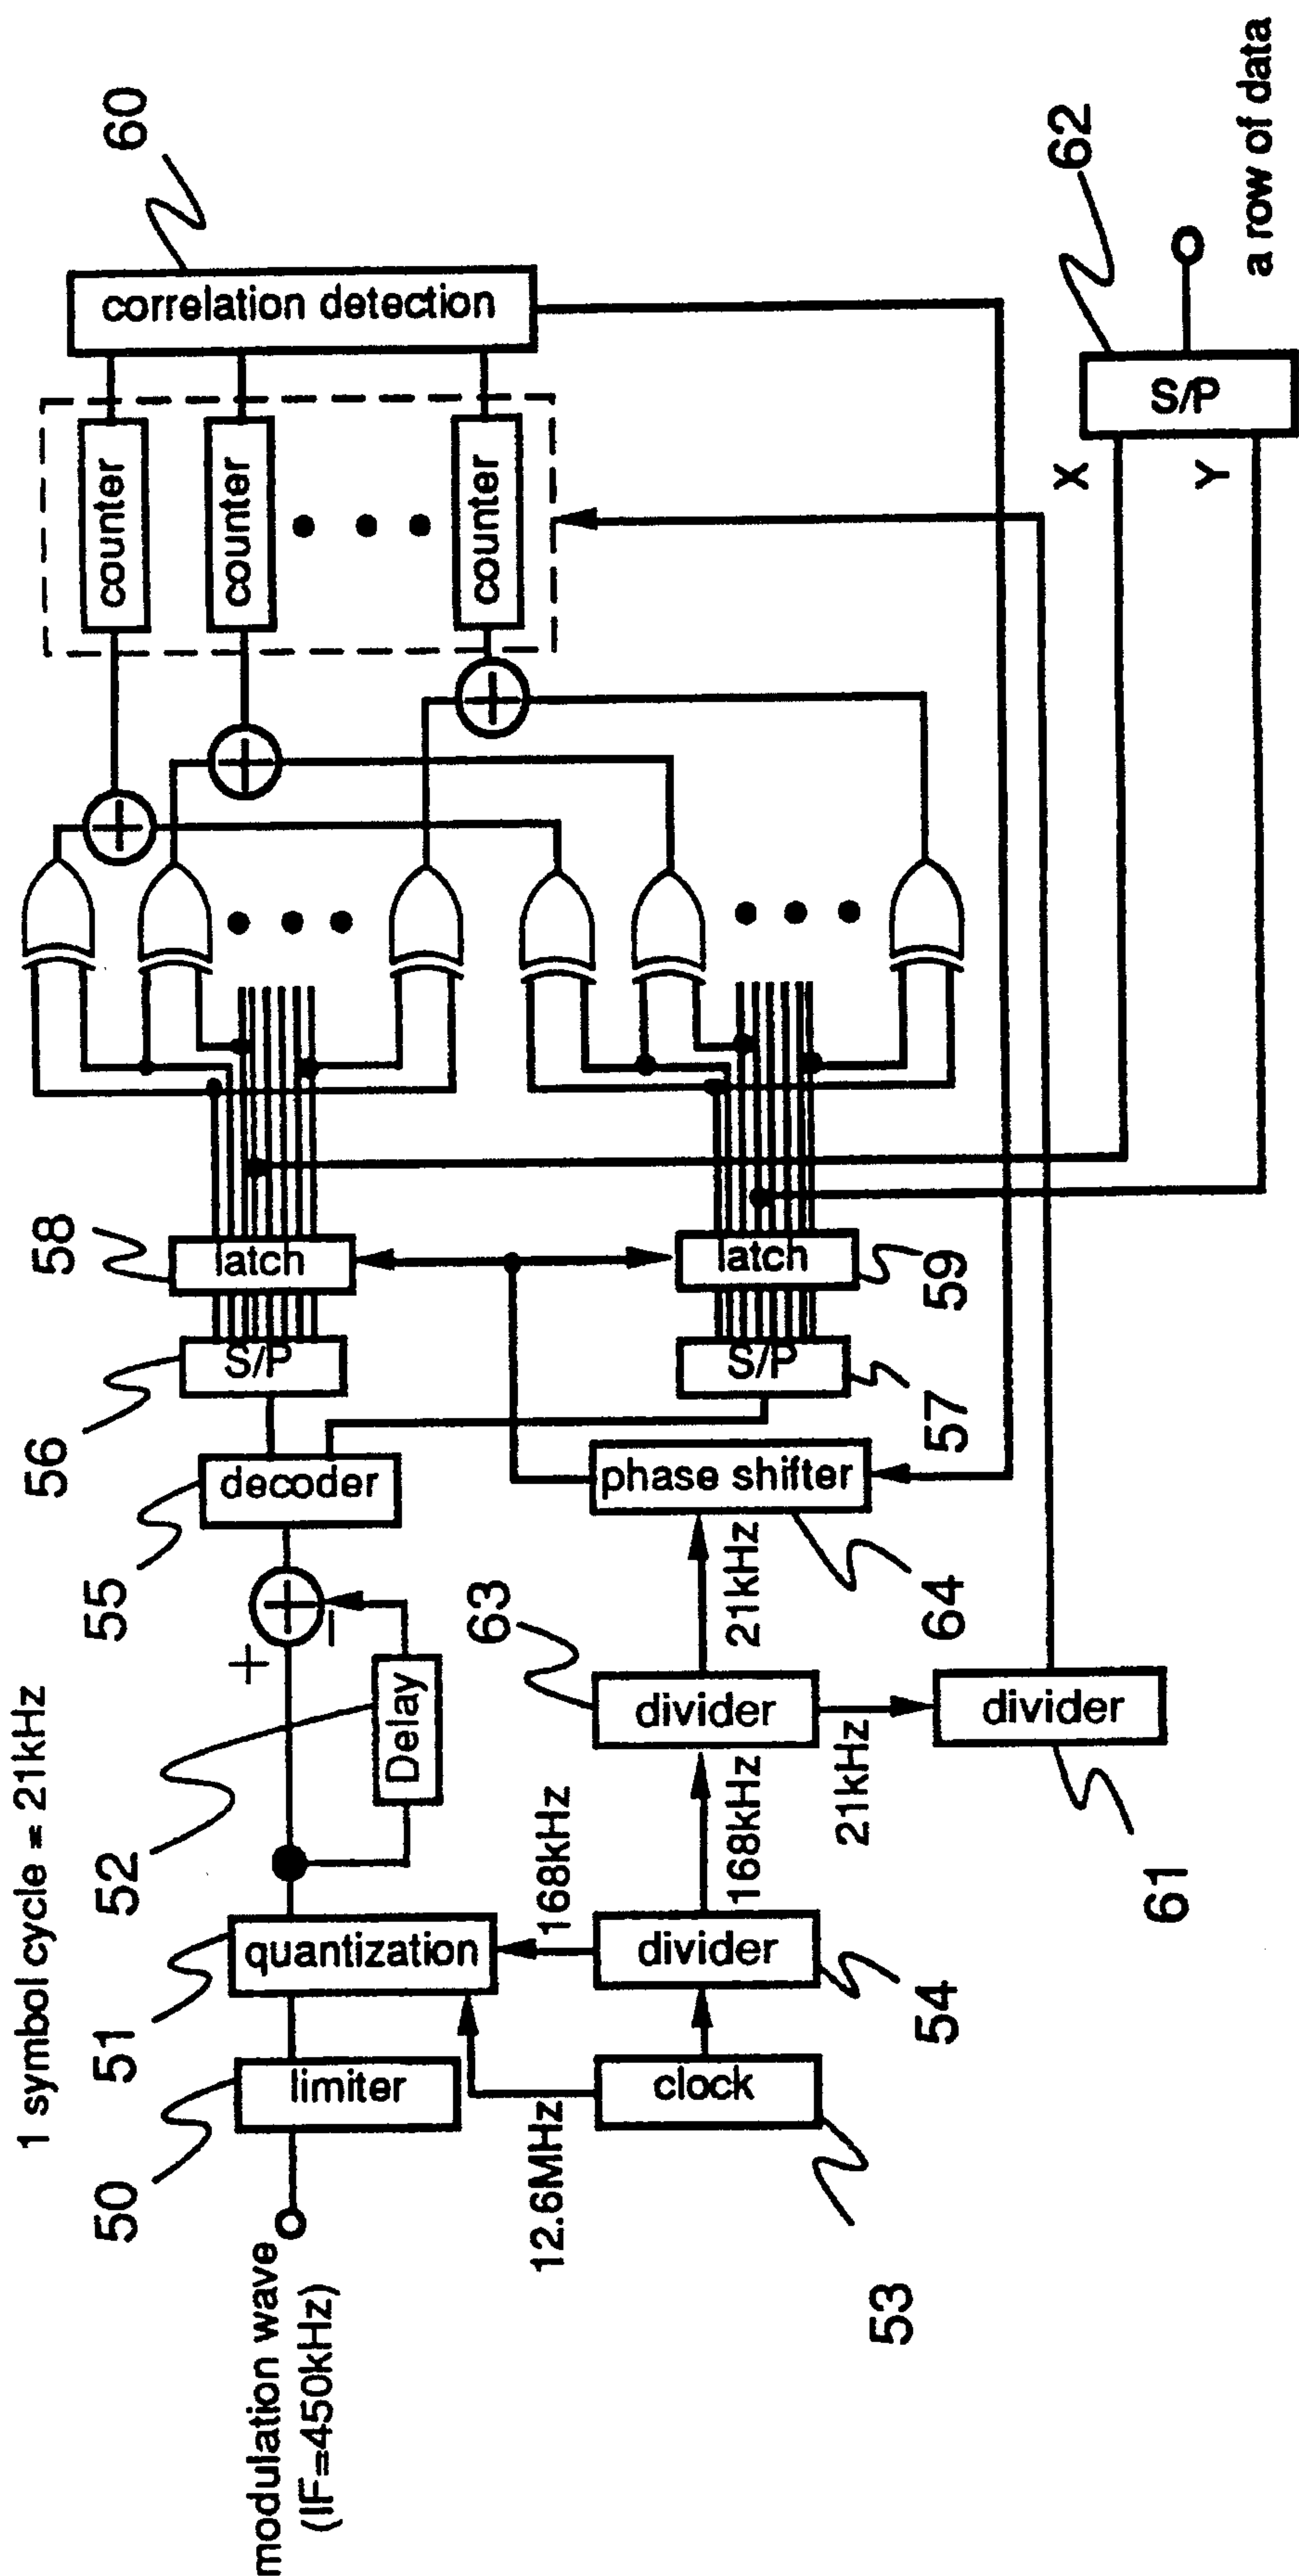 1 symbol cycle = 21kHz
modulation wave
(IF=450kHz)
50
limiter
51
quantization
52
Delay
+
−
55
decoder
56
S/P
58
latch
counter
counter
counter
correlation detection
60
12.6MHz
53
clock
168kHz
54
divider
168kHz
63
divider
21kHz
64
phase shifter
57
S/P
59
latch
21kHz
61
divider
X
Y
62
S/P
a row of data